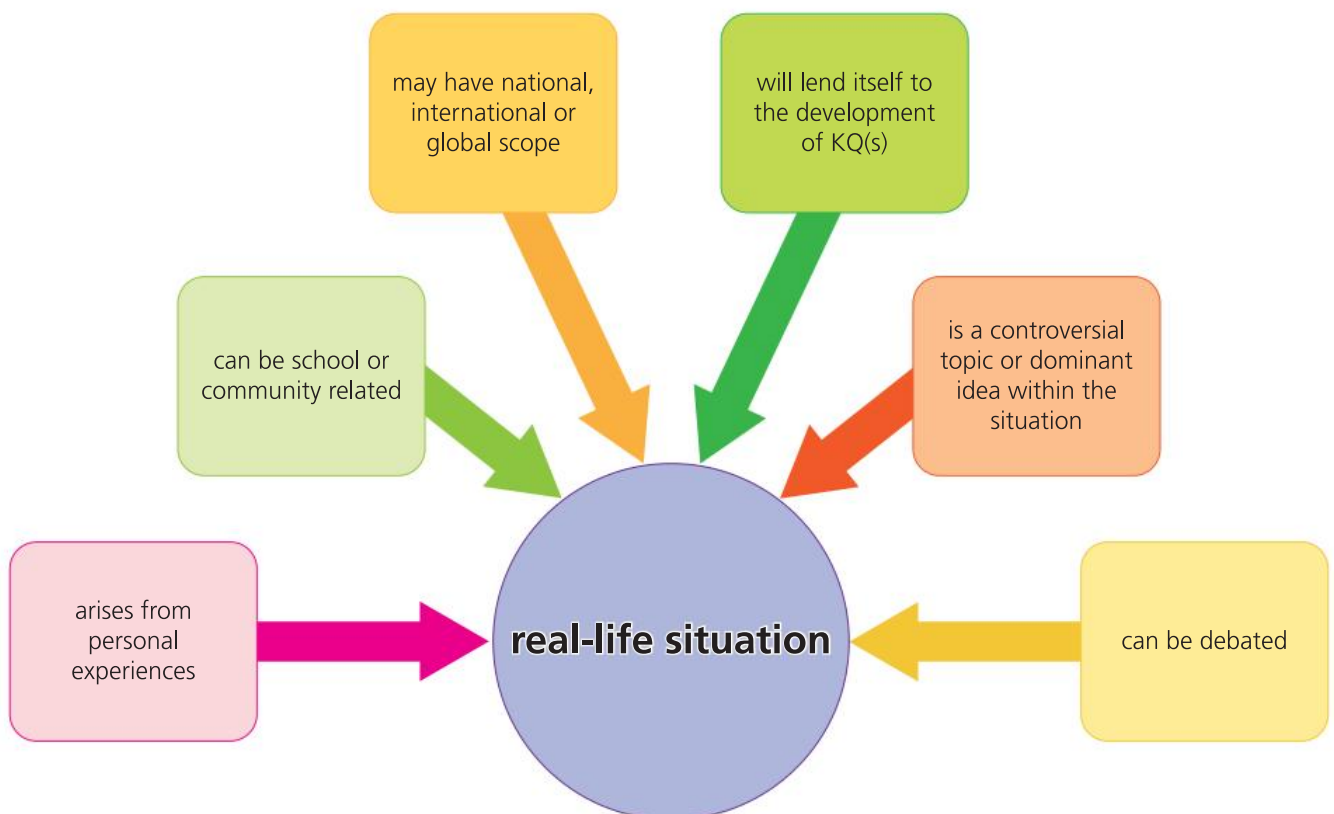 may have national,
international or
global scope
will lend itself to
the development
of KQ(s)
can be school or
community related
is a controversial
topic or dominant
idea within the
situation
arises from
personal
experiences
real-life situation
can be debated